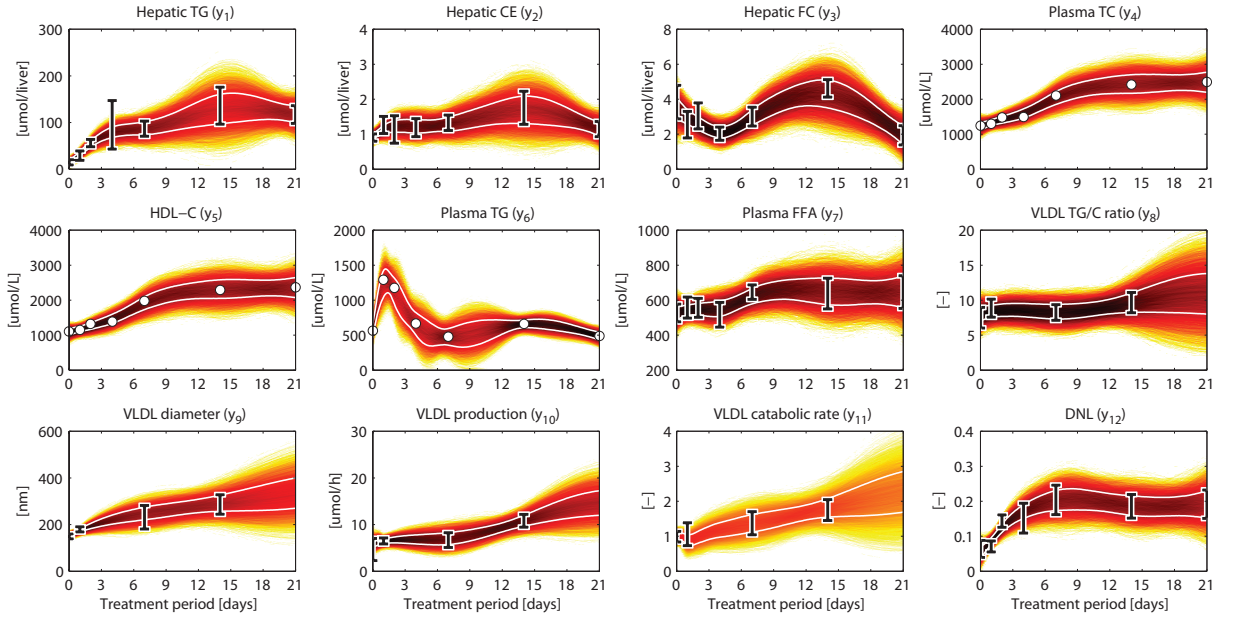 Hepatic TG (y1)
300
200
100
0
[umol/liver]
0 3 6 9 12 15 18 21
Hepatic CE (y2)
4
3
2
1
0
[umol/liver]
0 3 6 9 12 15 18 21
Hepatic FC (y3)
8
6
4
2
0
[umol/liver]
0 3 6 9 12 15 18 21
Plasma TC (y4)
4000
3000
2000
1000
0
[umol/L]
0 3 6 9 12 15 18 21
HDL−C (y5)
4000
3000
2000
1000
0
[umol/L]
0 3 6 9 12 15 18 21
Plasma TG (y6)
2000
1500
1000
500
0
[umol/L]
0 3 6 9 12 15 18 21
Plasma FFA (y7)
1000
800
600
400
200
[umol/L]
0 3 6 9 12 15 18 21
VLDL TG/C ratio (y8)
20
15
10
5
0
[−]
0 3 6 9 12 15 18 21
VLDL diameter (y9)
600
400
200
0
[nm]
0 3 6 9 12 15 18 21
Treatment period [days]
VLDL production (y10)
30
20
10
0
[umol/h]
0 3 6 9 12 15 18 21
Treatment period [days]
VLDL catabolic rate (y11)
4
3
2
1
0
[−]
0 3 6 9 12 15 18 21
Treatment period [days]
DNL (y12)
0.4
0.3
0.2
0.1
0
[−]
0 3 6 9 12 15 18 21
Treatment period [days]